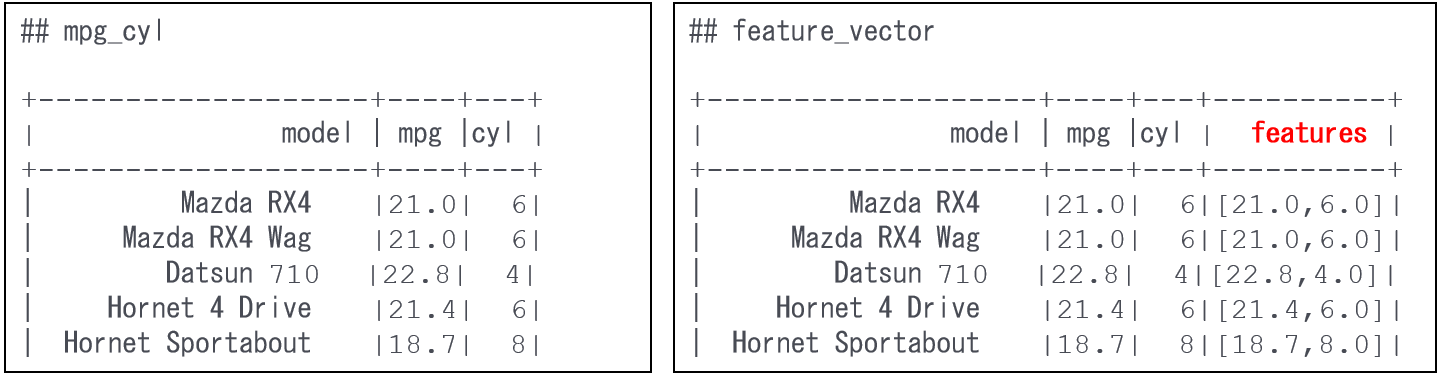 ## mpg_cyl
+-------------------+----+---+
|              model | mpg |cyl |
+-------------------+----+---+
|          Mazda RX4    |21.0|  6|
|      Mazda RX4 Wag    |21.0|  6|
|         Datsun 710   |22.8|  4|
|     Hornet 4 Drive    |21.4|  6|
|  Hornet Sportabout    |18.7|  8|
## feature_vector
+-------------------+----+---+----------+
|              model | mpg |cyl |  features |
+-------------------+----+---+----------+
|          Mazda RX4    |21.0|  6|[21.0,6.0]|
|      Mazda RX4 Wag    |21.0|  6|[21.0,6.0]|
|         Datsun 710   |22.8|  4|[22.8,4.0]|
|     Hornet 4 Drive    |21.4|  6|[21.4,6.0]|
|  Hornet Sportabout    |18.7|  8|[18.7,8.0]|